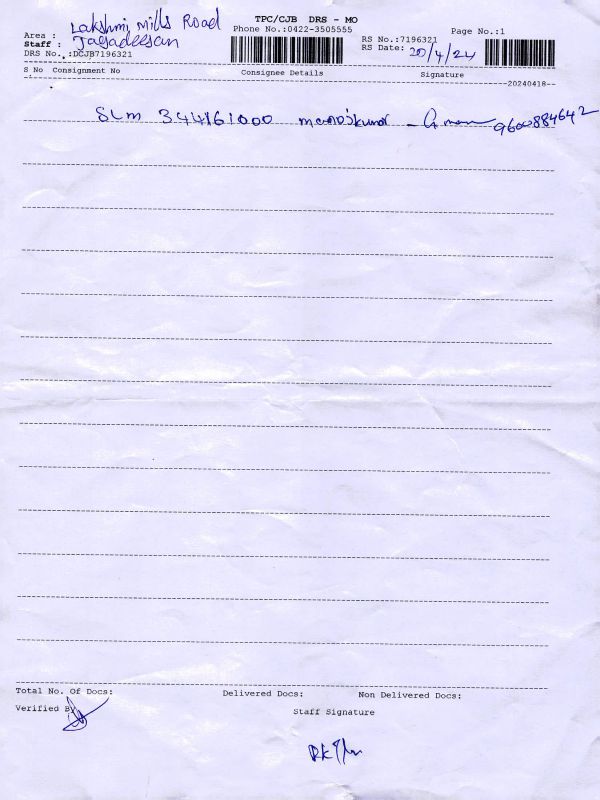 TPC/CJB DRS - MO
Area : Lakshmi Mills Road
Phone No.:0422-3505555
Page No.:1
Staff : Jagadeesan
RS No.:7196321
DRS No.:DCJB7196321
RS Date: 20/4/24
S No Consignment No Consignee Details Signature
20240418
SLM 344161000 manojkumar - 9600884642
Total No. Of Docs: Delivered Docs: Non Delivered Docs:
Verified By
Staff Signature